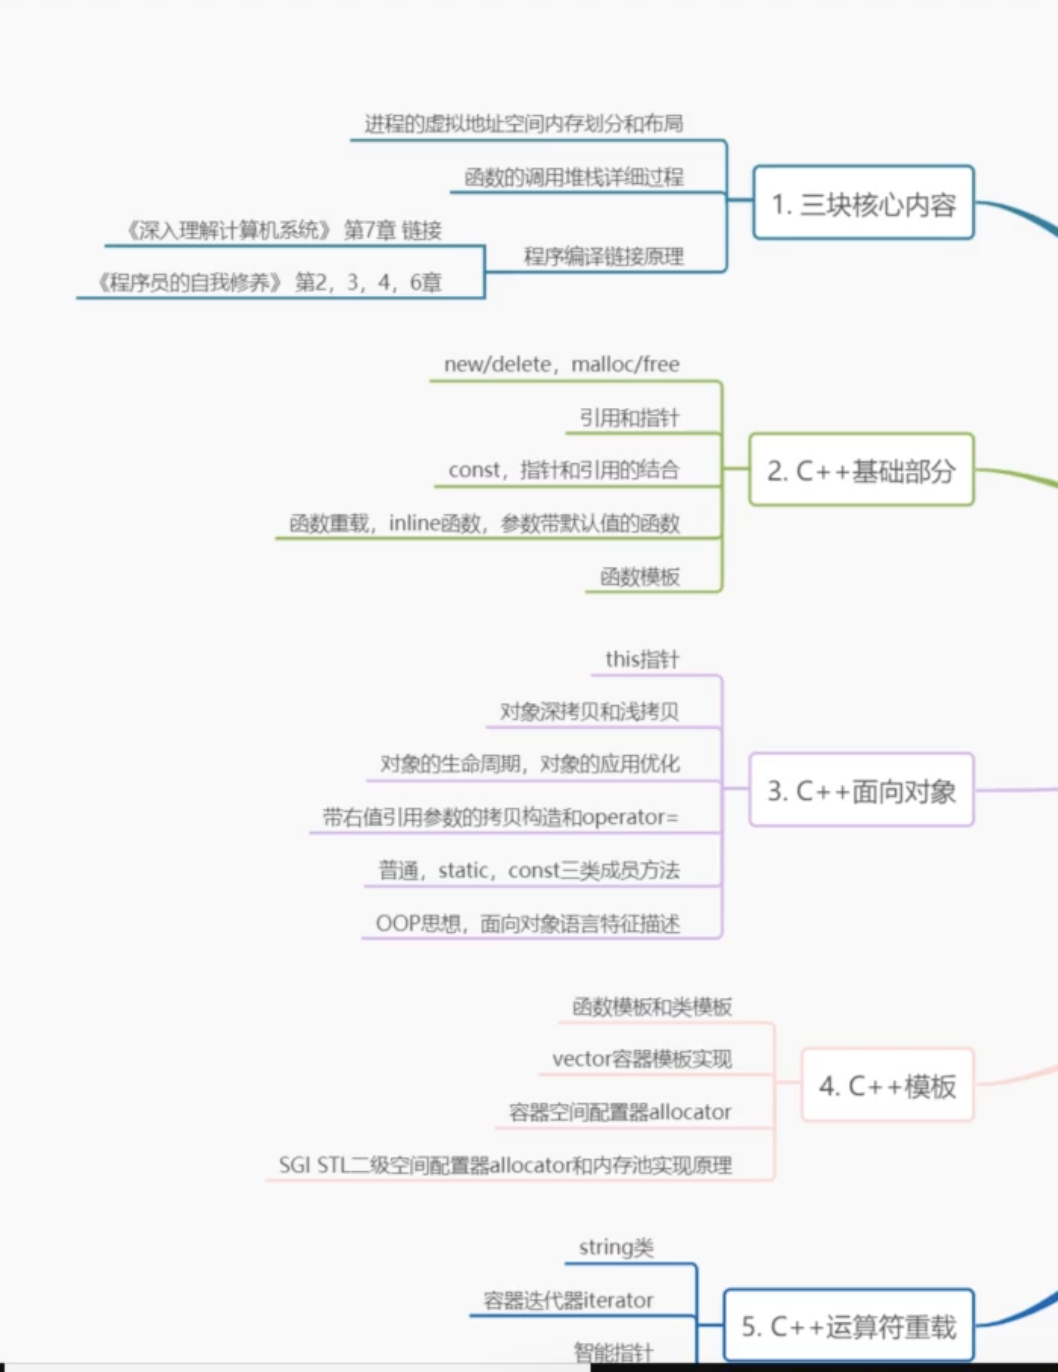 进程的虚拟地址空间内存划分和布局
函数的调用堆栈详细过程
1. 三块核心内容
《深入理解计算机系统》 第7章 链接
程序编译链接原理
《程序员的自我修养》 第2，3，4，6章
new/delete，malloc/free
引用和指针
const，指针和引用的结合
2. C++基础部分
函数重载，inline函数，参数带默认值的函数
函数模板
this指针
对象深拷贝和浅拷贝
对象的生命周期，对象的应用优化
3. C++面向对象
带右值引用参数的拷贝构造和operator=
普通，static，const三类成员方法
OOP思想，面向对象语言特征描述
函数模板和类模板
vector容器模板实现
4. C++模板
容器空间配置器allocator
SGI STL二级空间配置器allocator和内存池实现原理
string类
容器迭代器iterator
5. C++运算符重载
智能指针